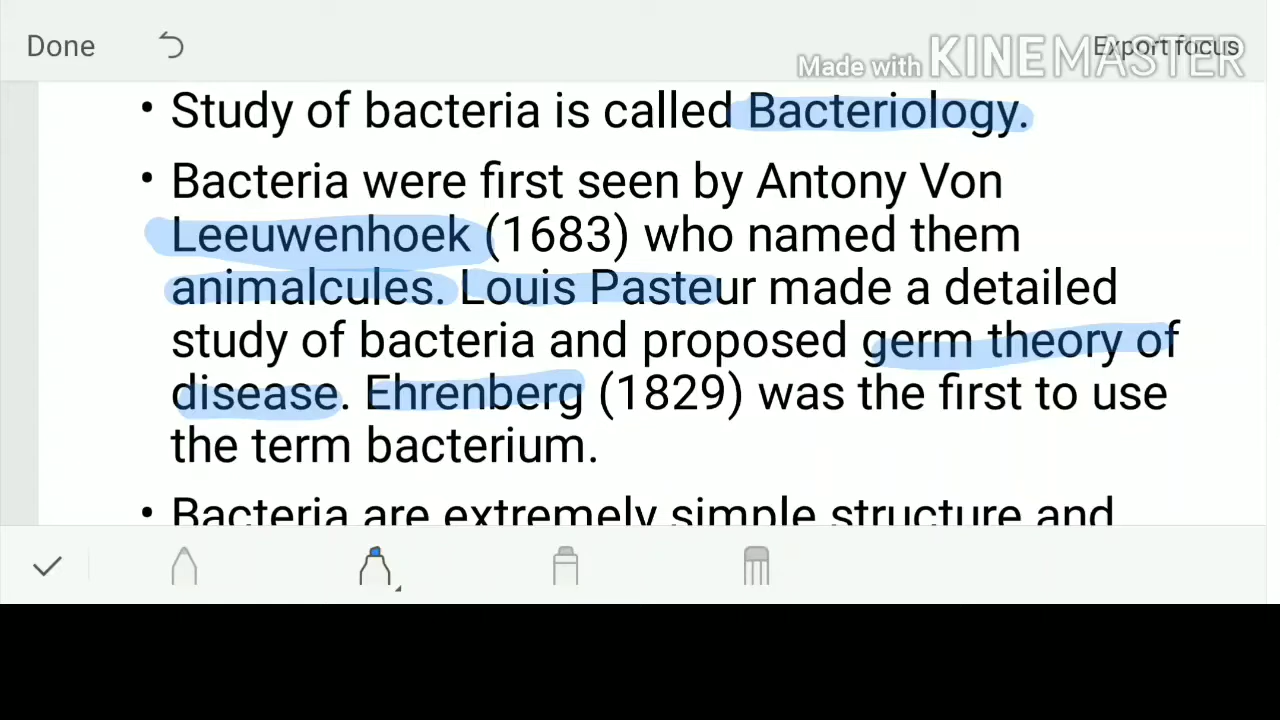 Done
Export focus
Made with KINEMASTER
• Study of bacteria is called Bacteriology.
• Bacteria were first seen by Antony Von
Leeuwenhoek (1683) who named them
animalcules. Louis Pasteur made a detailed
study of bacteria and proposed germ theory of
disease. Ehrenberg (1829) was the first to use
the term bacterium.
• Bacteria are extremely simple structure and